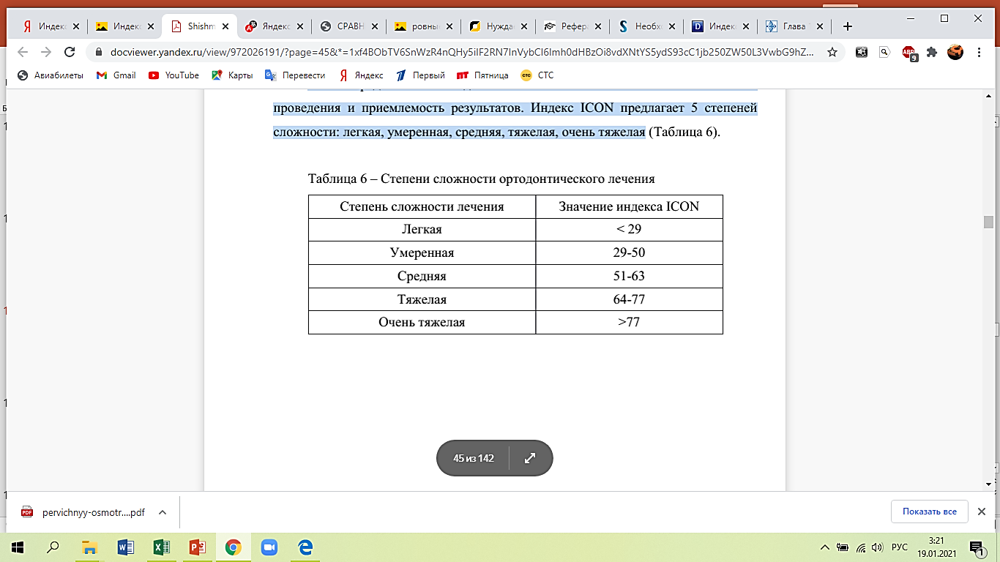 Индекс
Индекс
Shishm
Яндекс
СРАВН
ровны
Нужда
Рефер
Необх
Индек
Глава
docviewer.yandex.ru/view/972026191/?page=45&*=1xf4BObTV6SnWzR4nQHy5iIF2RN7InVybCI6Imh0dHBzOi8vdXNtYS5ydS93cC1jb250ZW50L3VwbG9hZ...
ABP
9
Авиабилеты
Gmail
YouTube
Карты
Перевести
Яндекс
Первый
Пятница
СТС
проведения и приемлемость результатов. Индекс ICON предлагает 5 степеней
сложности: легкая, умеренная, средняя, тяжелая, очень тяжелая (Таблица 6).
Таблица 6 – Степени сложности ортодонтического лечения
Степень сложности лечения
Значение индекса ICON
Легкая
< 29
Умеренная
29-50
Средняя
51-63
Тяжелая
64-77
Очень тяжелая
>77
45 из 142
pervichnyy-osmotr....pdf
Показать все
РУС
3:21
19.01.2021
1